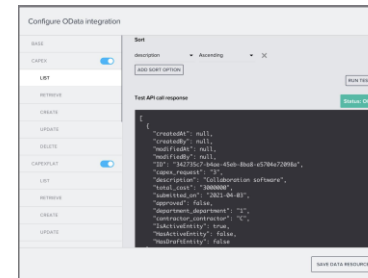 Configure OData integration
BASE
CAPEX
LIST
RETRIEVE
CREATE
UPDATE
DELETE
CAPEXFLAT
LIST
RETRIEVE
CREATE
UPDATE
Sort
description Ascending
ADD SORT OPTION
RUN TES
Test API call response
Status: O
[
{
"createdAt": null,
"createdBy": null,
"modifiedAt": null,
"modifiedBy": null,
"capex_request": "3",
"description": "Collaboration software",
"total_cost": "3000000",
"submitted_on": "2021-04-03",
"approved": false,
"department_department": "1",
"contractor_contractor": "C",
"IsActiveEntity": true,
"HasActiveEntity": false,
"HasDraftEntity": false
SAVE DATA RESOURCE